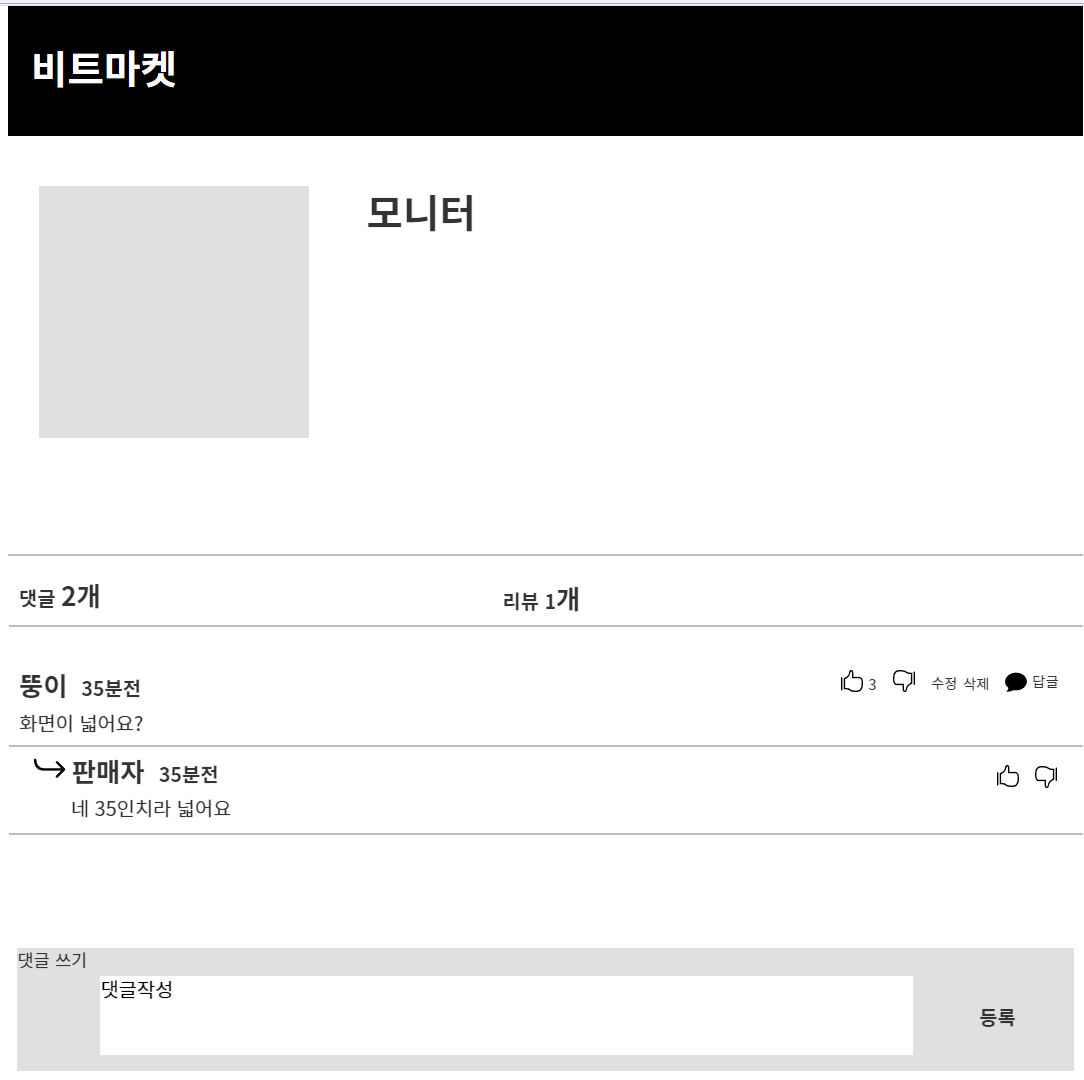 비트마켓
모니터
댓글 2개 리뷰 1개
뚱이 35분전 3 수정 삭제 답글
화면이 넓어요?
판매자 35분전
네 35인치라 넓어요
댓글 쓰기
댓글작성
등록